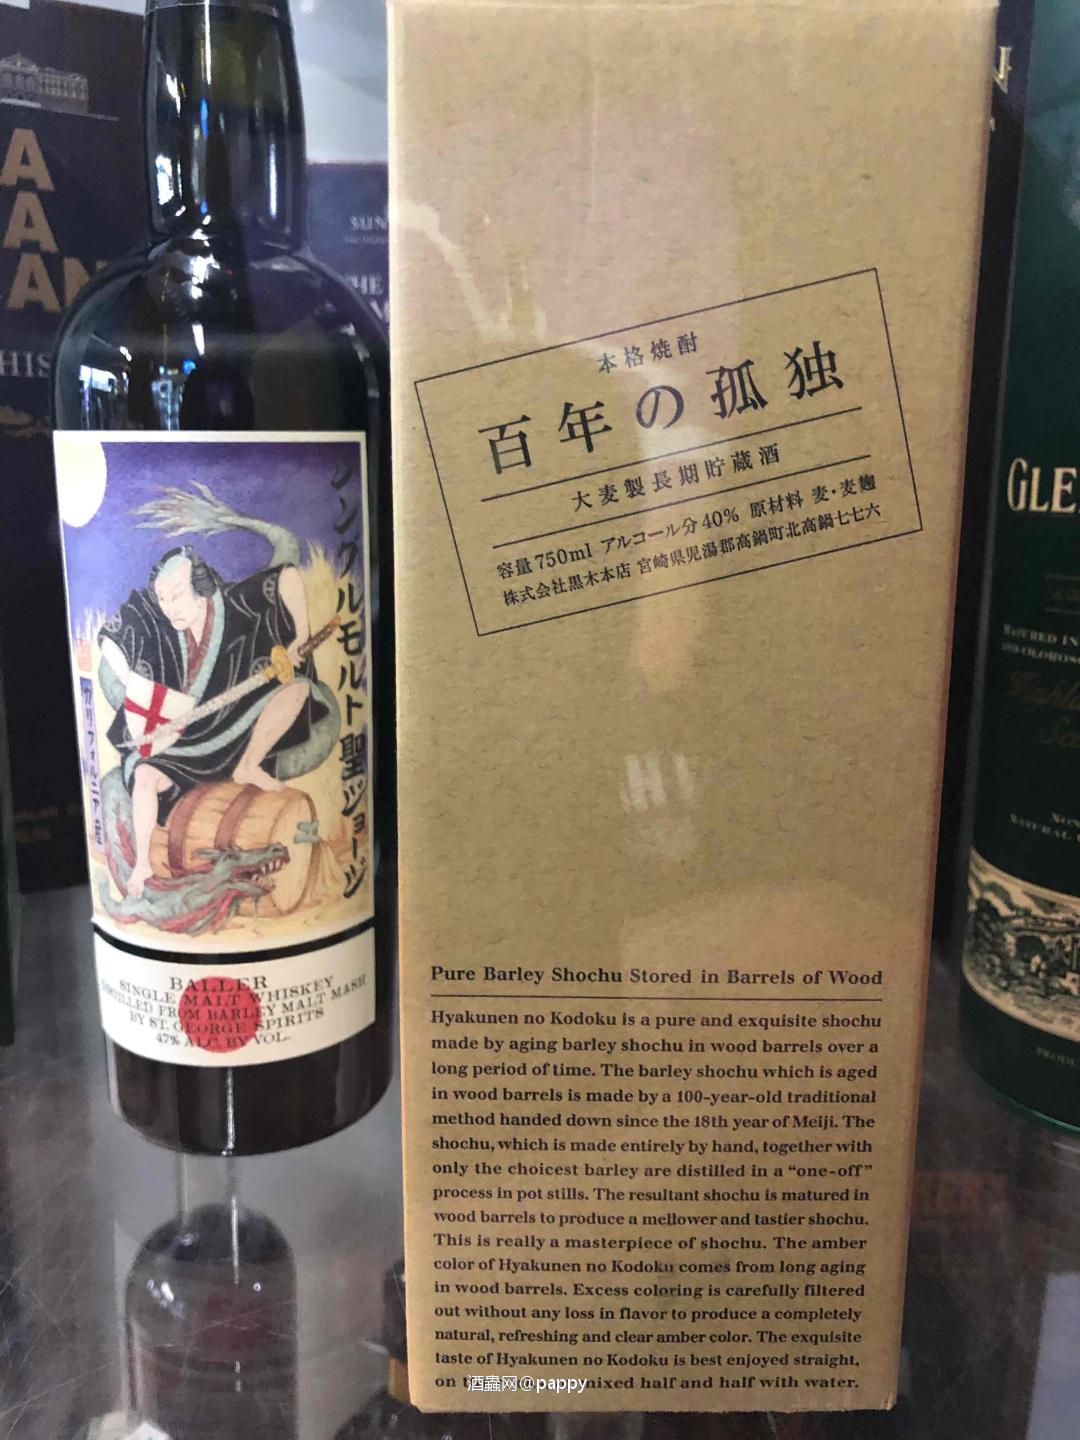 A
A
AN
HIS
SUN
THE
シングルモルト聖ジョージ
カリフォルニア
BALLER
SINGLE MALT WHISKEY
DISTILLED FROM BARLEY MALT MASH
BY ST. GEORGE SPIRITS
47% ALC. BY VOL.
本格焼酎
百年の孤独
大麦製長期貯蔵酒
容量750ml アルコール分40% 原材料 麦・麦麹
株式会社黒木本店 宮崎県児湯郡高鍋町北高鍋七七六
Pure Barley Shochu Stored in Barrels of Wood
Hyakunen no Kodoku is a pure and exquisite shochu
made by aging barley shochu in wood barrels over a
long period of time. The barley shochu which is aged
in wood barrels is made by a 100-year-old traditional
method handed down since the 18th year of Meiji. The
shochu, which is made entirely by hand, together with
only the choicest barley are distilled in a “one-off”
process in pot stills. The resultant shochu is matured in
wood barrels to produce a mellower and tastier shochu.
This is really a masterpiece of shochu. The amber
color of Hyakunen no Kodoku comes from long aging
in wood barrels. Excess coloring is carefully filtered
out without any loss in flavor to produce a completely
natural, refreshing and clear amber color. The exquisite
taste of Hyakunen no Kodoku is best enjoyed straight,
on mixed half and half with water.
酒蟲网@pappy
N
GLE
MATURED IN
OLOROS
NATURAL